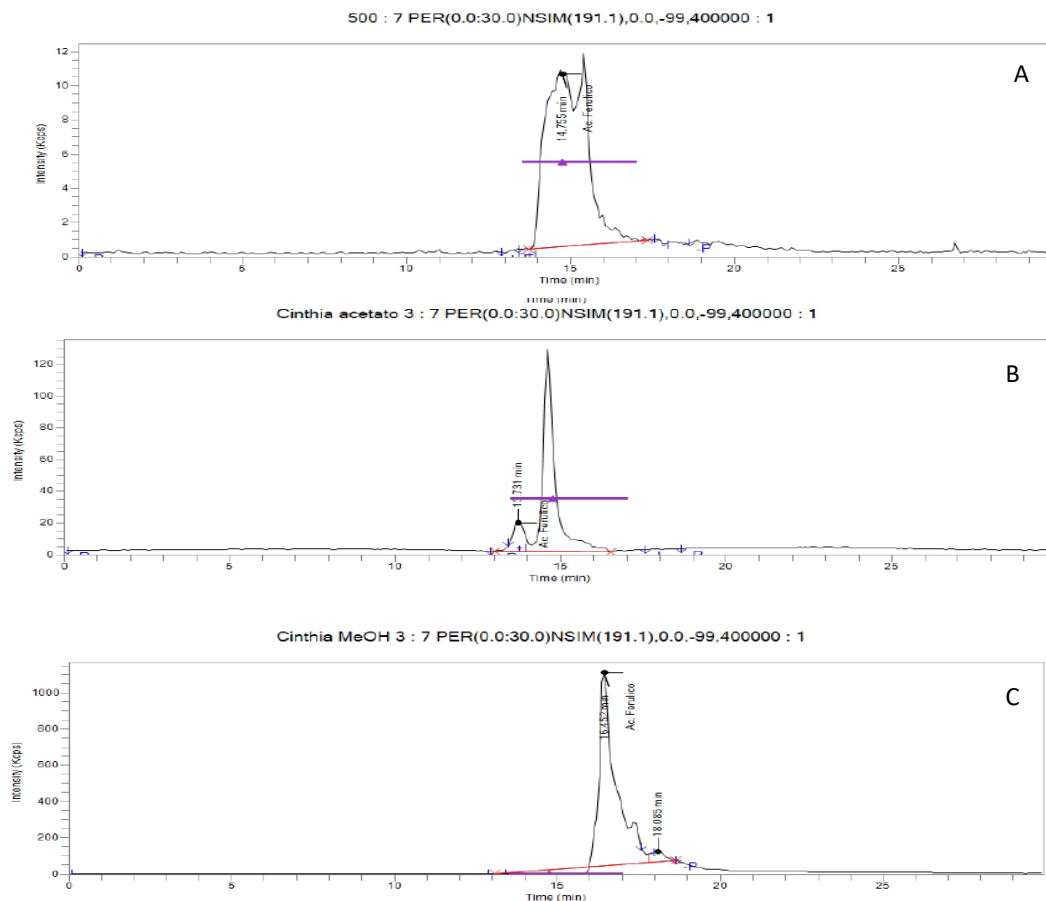 500 : 7 PER(0.0:30.0)NSIM(191.1),0.0,-99,400000 : 1
A
Intensity (Kcps)
12
10
8
6
4
2
0
14.755 min
Ac. Ferulico
P
0 5 10 15 20 25
Time (min)
Time (min)
Cinthia acetato 3 : 7 PER(0.0:30.0)NSIM(191.1),0.0,-99,400000 : 1
B
Intensity (Kcps)
120
100
80
60
40
20
0
13.731 min
Ac. Ferulico
0 5 10 15 20 25
Time (min)
Cinthia MeOH 3 : 7 PER(0.0:30.0)NSIM(191.1),0.0,-99,400000 : 1
C
Intensity (Kcps)
1000
800
600
400
200
0
16.452 min
Ac. Ferulico
18.085 min
P
0 5 10 15 20 25
Time (min)